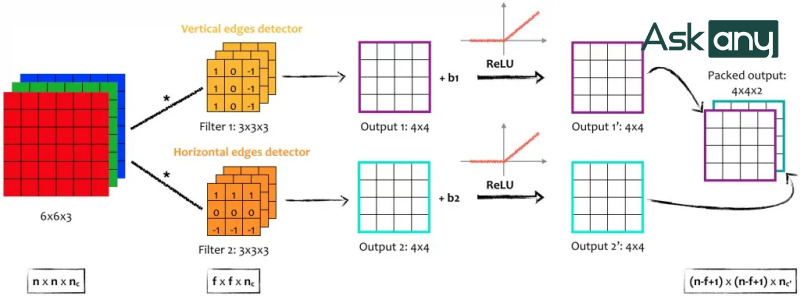 Vertical edges detector
1 0 -1
1 0 -1
1 0 -1
Filter 1: 3x3x3
*
Output 1: 4x4
+ b1
ReLU
Output 1': 4x4
Ask any
Packed output:
4x4x2
6x6x3
*
Horizontal edges detector
1 1 1
0 0 0
-1 -1 -1
Filter 2: 3x3x3
Output 2: 4x4
+ b2
ReLU
Output 2': 4x4
n x n x nc
f x f x nc
(n-f+1) x (n-f+1) x nc'